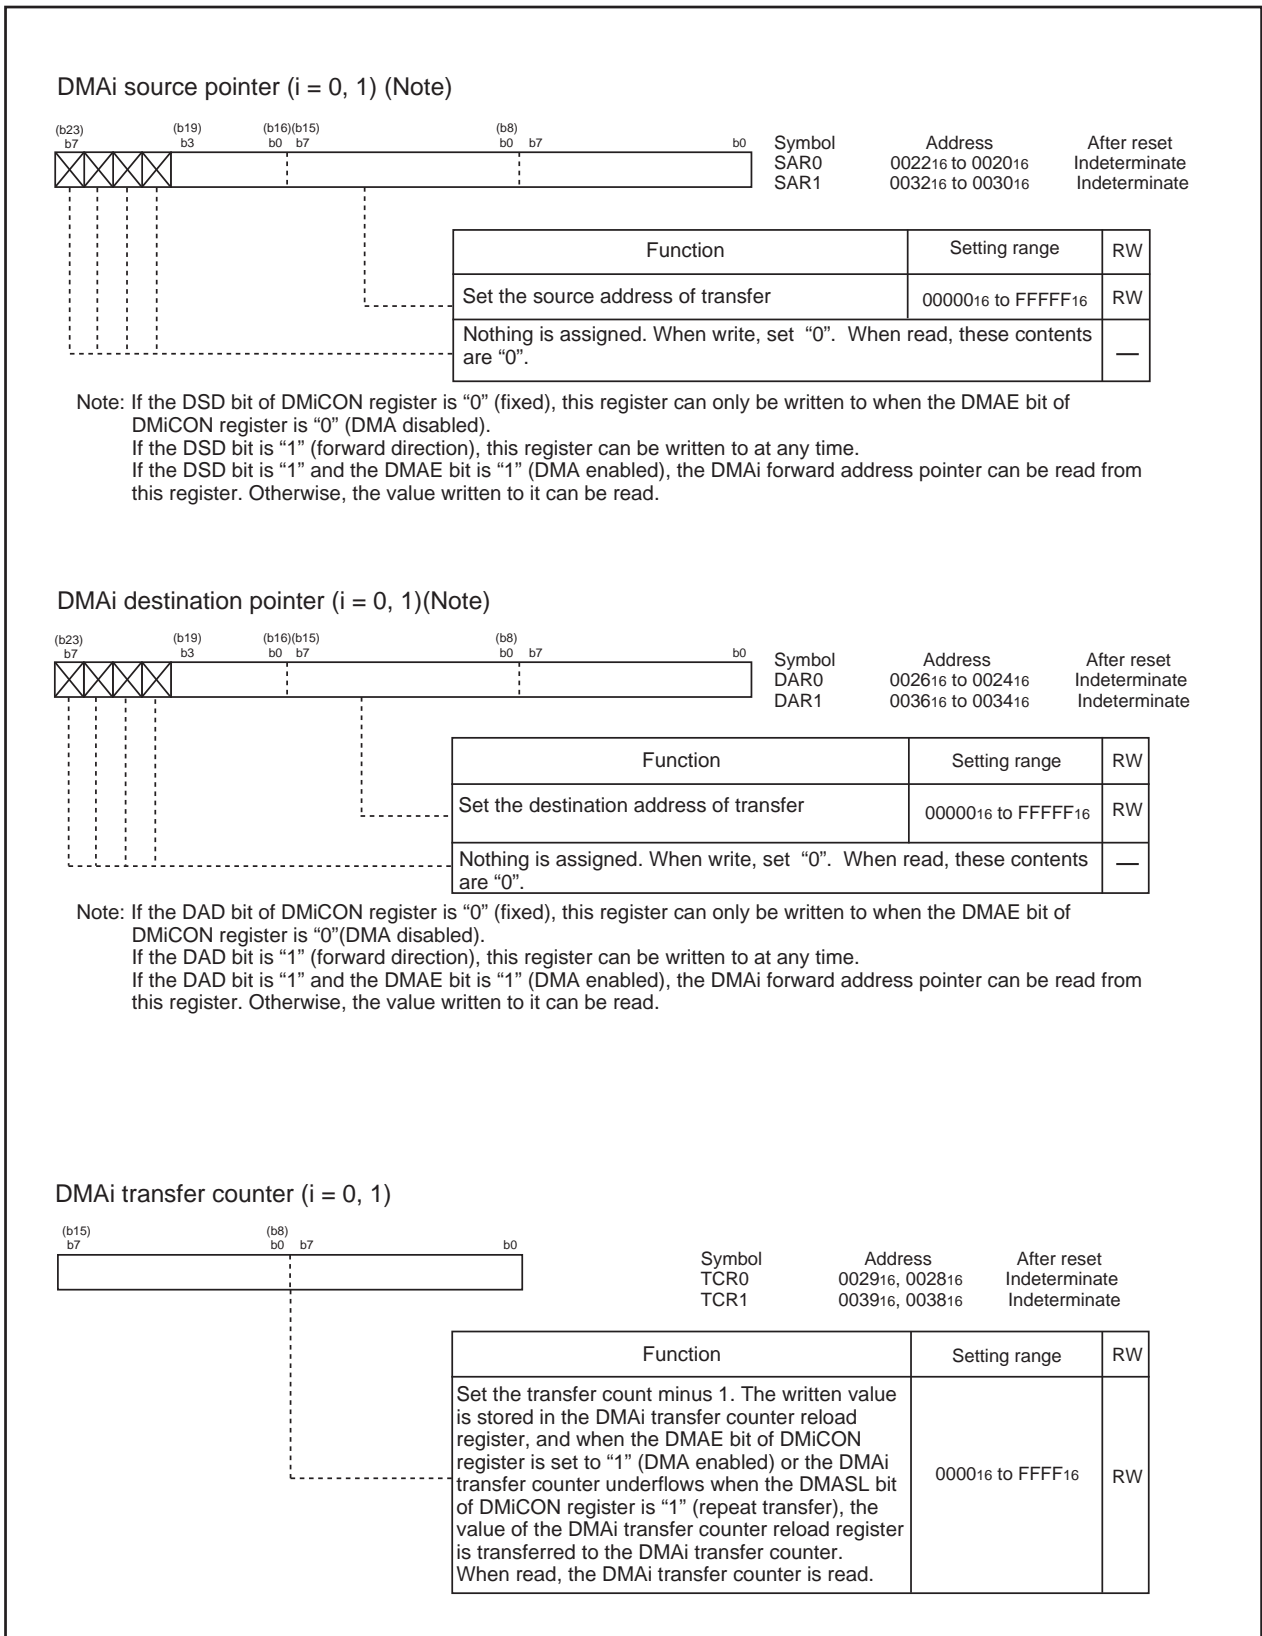 DMAi source pointer (i = 0, 1) (Note)
(b23) (b19) (b16)(b15) (b8)
b7 b3 b0 b7 b0 b7 b0
Symbol Address After reset
SAR0 002216 to 002016 Indeterminate
SAR1 003216 to 003016 Indeterminate
Function Setting range RW
Set the source address of transfer 0000016 to FFFFF16 RW
Nothing is assigned. When write, set “0”. When read, these contents
are “0”. —
Note: If the DSD bit of DMiCON register is “0” (fixed), this register can only be written to when the DMAE bit of
DMiCON register is “0” (DMA disabled).
If the DSD bit is “1” (forward direction), this register can be written to at any time.
If the DSD bit is “1” and the DMAE bit is “1” (DMA enabled), the DMAi forward address pointer can be read from
this register. Otherwise, the value written to it can be read.
DMAi destination pointer (i = 0, 1)(Note)
(b23) (b19) (b16)(b15) (b8)
b7 b3 b0 b7 b0 b7 b0
Symbol Address After reset
DAR0 002616 to 002416 Indeterminate
DAR1 003616 to 003416 Indeterminate
Function Setting range RW
Set the destination address of transfer 0000016 to FFFFF16 RW
Nothing is assigned. When write, set “0”. When read, these contents
are “0”. —
Note: If the DAD bit of DMiCON register is “0” (fixed), this register can only be written to when the DMAE bit of
DMiCON register is “0”(DMA disabled).
If the DAD bit is “1” (forward direction), this register can be written to at any time.
If the DAD bit is “1” and the DMAE bit is “1” (DMA enabled), the DMAi forward address pointer can be read from
this register. Otherwise, the value written to it can be read.
DMAi transfer counter (i = 0, 1)
(b15) (b8)
b7 b0 b7 b0
Symbol Address After reset
TCR0 002916, 002816 Indeterminate
TCR1 003916, 003816 Indeterminate
Function Setting range RW
Set the transfer count minus 1. The written value
is stored in the DMAi transfer counter reload
register, and when the DMAE bit of DMiCON
register is set to “1” (DMA enabled) or the DMAi
transfer counter underflows when the DMASL bit
of DMiCON register is “1” (repeat transfer), the
value of the DMAi transfer counter reload register
is transferred to the DMAi transfer counter.
When read, the DMAi transfer counter is read.
000016 to FFFF16 RW